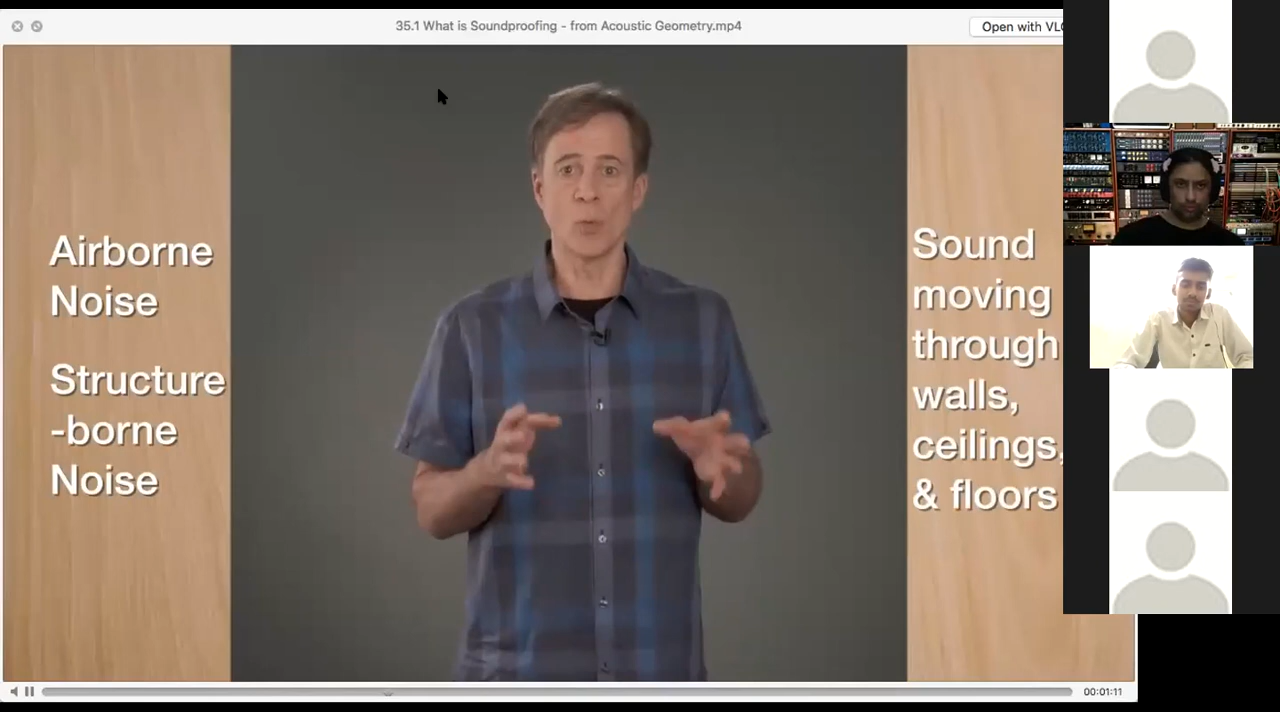 35.1 What is Soundproofing - from Acoustic Geometry.mp4
Open with VLC
Airborne
Noise
Structure
-borne
Noise
Sound
moving
through
walls,
ceilings,
& floors
00:01:11